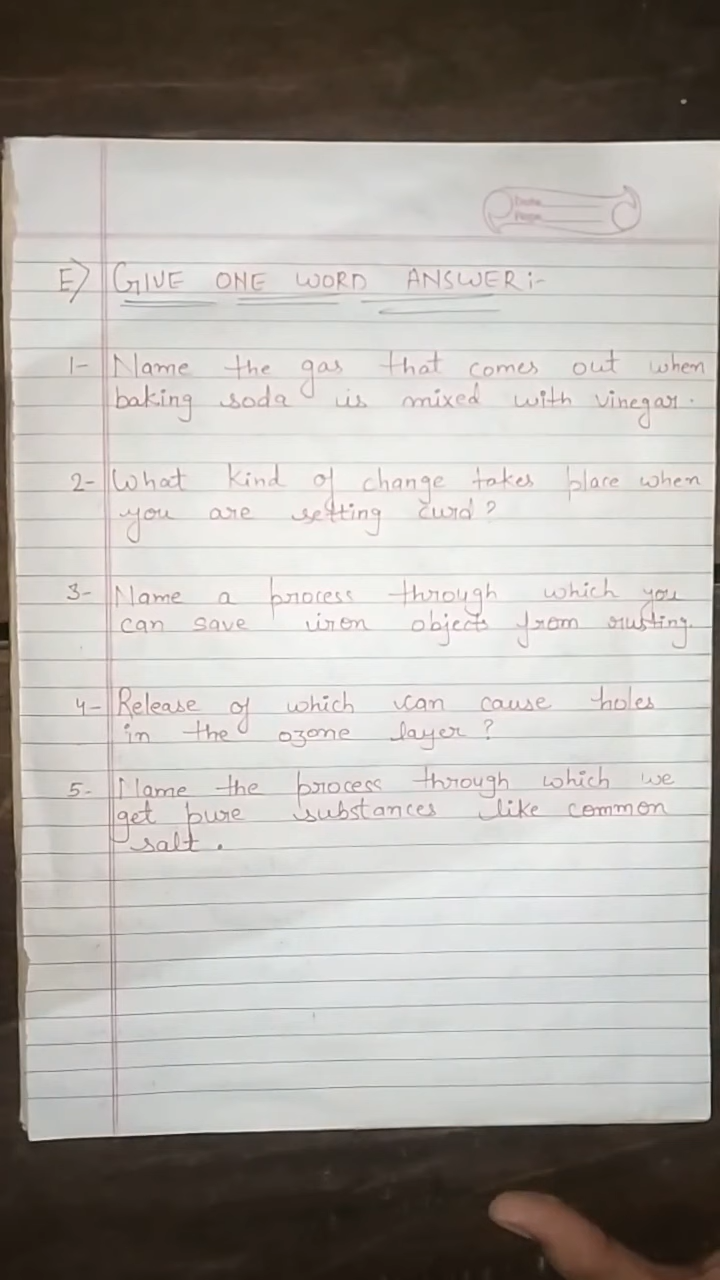 Date
Page
E) GIVE ONE WORD ANSWER :-
1- Name the gas that comes out when
baking soda is mixed with vinegar.
2- What kind of change takes place when
you are setting curd?
3- Name a process through which you
can save iron objects from rusting.
4- Release of which can cause holes
in the ozone layer?
5- Name the process through which we
get pure substances like common
salt.